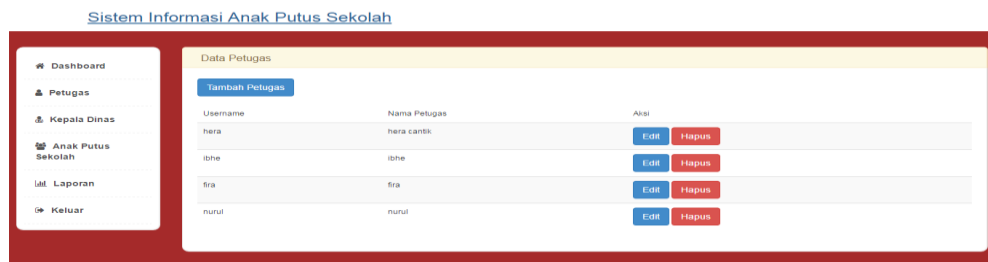 Sistem Informasi Anak Putus Sekolah
Dashboard
Petugas
Kepala Dinas
Anak Putus
Sekolah
Laporan
Keluar
Data Petugas
Tambah Petugas
Username Nama Petugas Aksi
hera hera cantik Edit Hapus
ibhe ibhe Edit Hapus
fira fira Edit Hapus
nurul nurul Edit Hapus